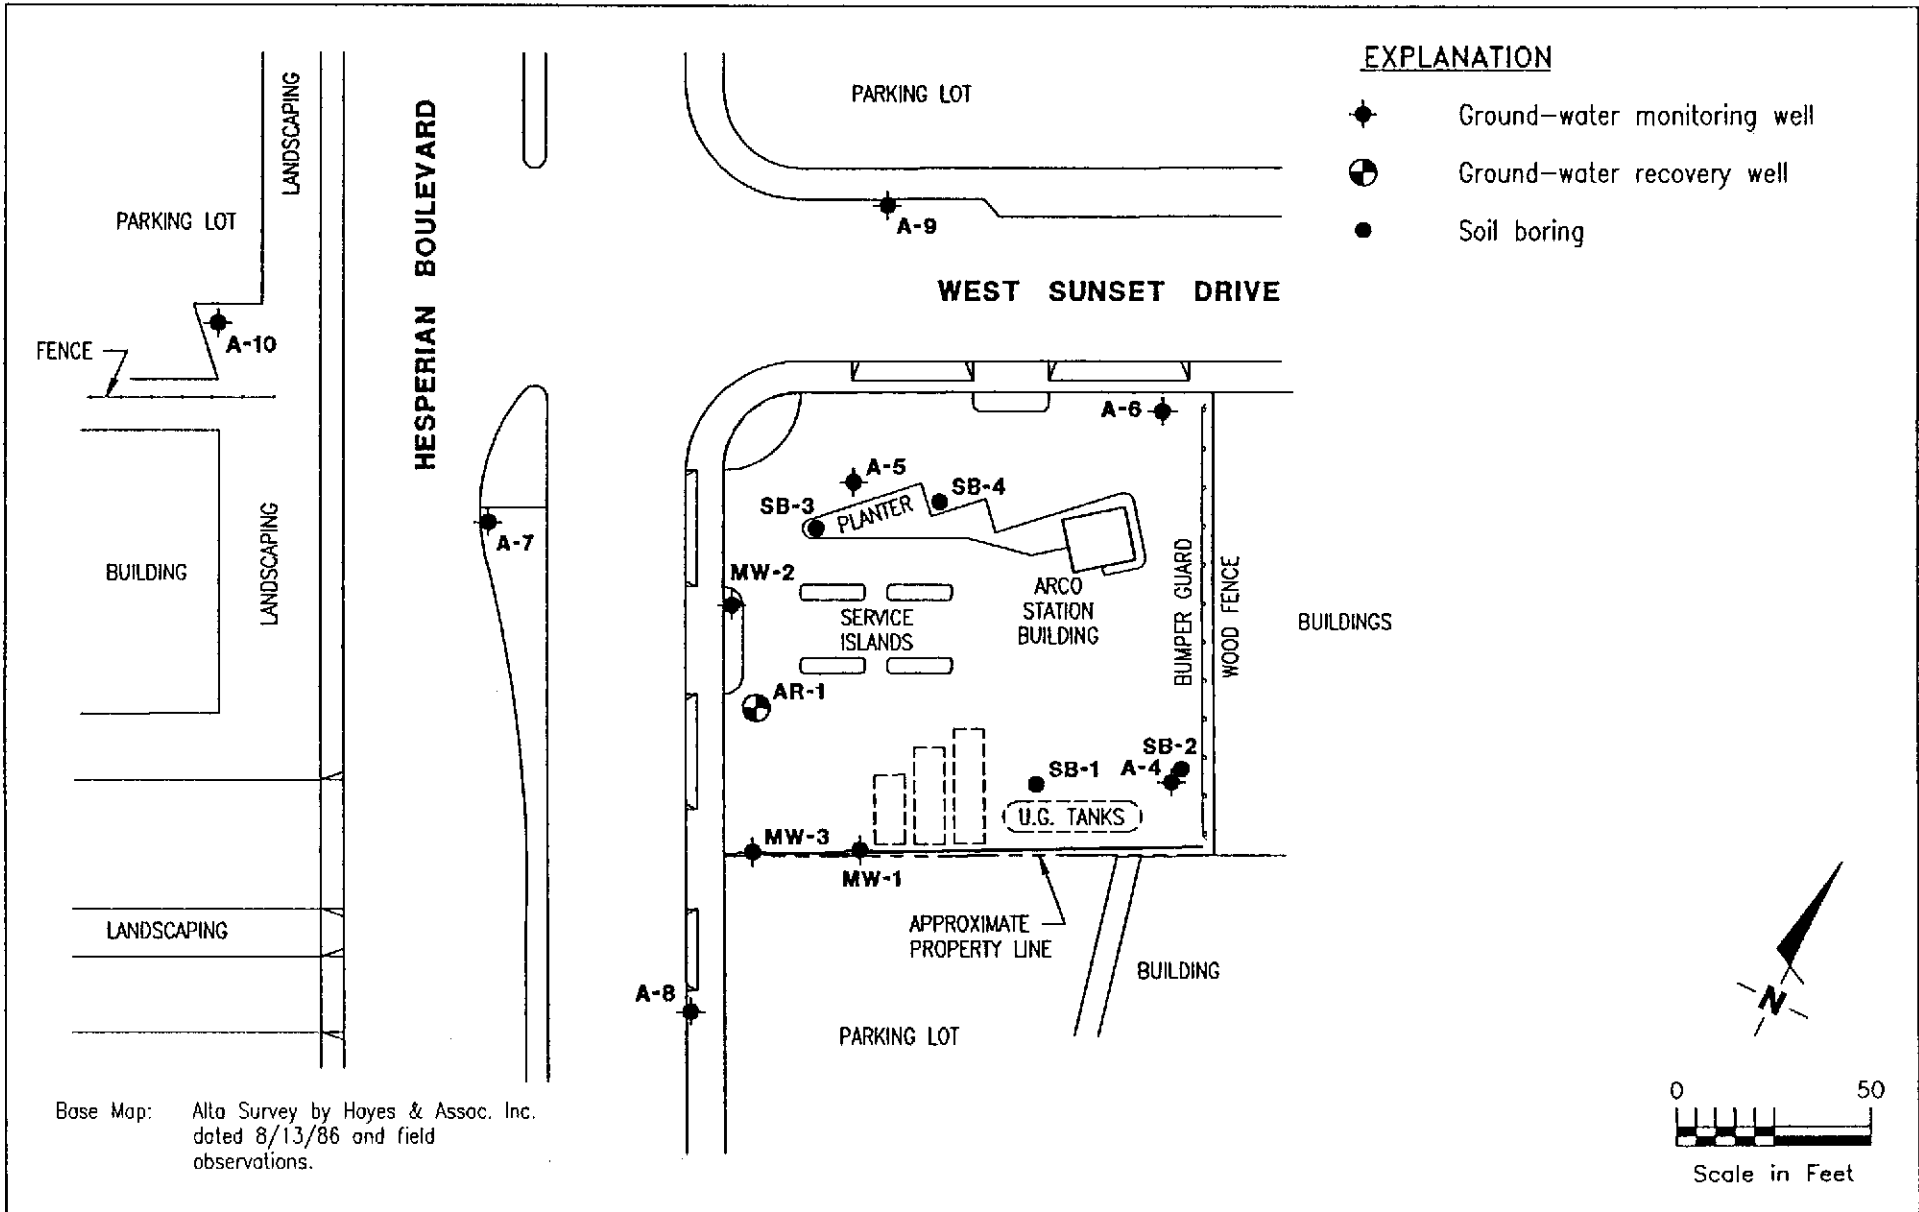 EXPLANATION
Ground-water monitoring well
Ground-water recovery well
Soil boring
LANDSCAPING
HESPERIAN BOULEVARD
PARKING LOT
PARKING LOT
A-9
WEST SUNSET DRIVE
A-10
FENCE
A-6
A-5
SB-4
SB-3
PLANTER
A-7
LANDSCAPING
BUILDING
MW-2
ARCO
STATION
BUILDING
SERVICE
ISLANDS
BUMPER GUARD
WOOD FENCE
BUILDINGS
AR-1
SB-2
SB-1
A-4
U.G. TANKS
MW-3
MW-1
APPROXIMATE
PROPERTY LINE
LANDSCAPING
BUILDING
A-8
PARKING LOT
N
0 50
Scale in Feet
Base Map: Alta Survey by Hayes & Assoc. Inc.
dated 8/13/86 and field
observations.